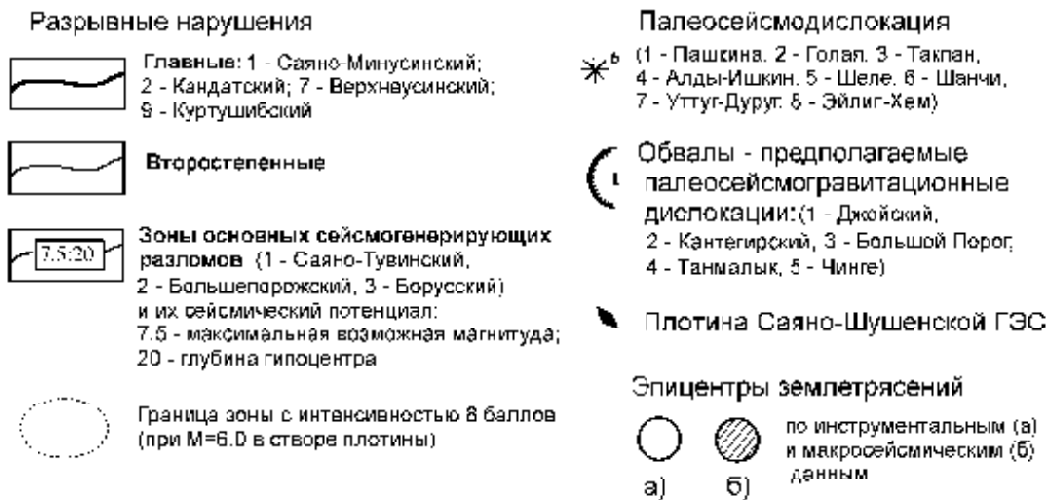 Разрывные нарушения
Главные: 1 - Саяно-Минусинский;
2 - Кандатский; 7 - Верхнеусинский;
9 - Куртушибский
Второстепенные
7.5:20
Зоны основных сейсмогенерирующих
разломов (1 - Саяно-Тувинский,
2 - Большепорожский, 3 - Борусский)
и их сейсмический потенциал:
7.5 - максимальная возможная магнитуда;
20 - глубина гипоцентра
Граница зоны с интенсивностью 8 баллов
(при М=6.0 в створе плотины)
Палеосейсмодислокация
6
(1 - Пашкина. 2 - Голая. 3 - Такпан,
4 - Алды-Ишкин. 5 - Шеле. 6 - Шанчи,
7 - Уттуг-Дуруг. 8 - Эйлиг-Хем)
1
Обвалы - предполагаемые
палеосейсмогравитационные
дислокации:(1 - Джойский,
2 - Кантегирский, 3 - Большой Порог,
4 - Танмалык, 5 - Чинге)
Плотина Саяно-Шушенской ГЭС
Эпицентры землетрясений
по инструментальным (а)
и макросейсмическим (б)
данным
а) б)